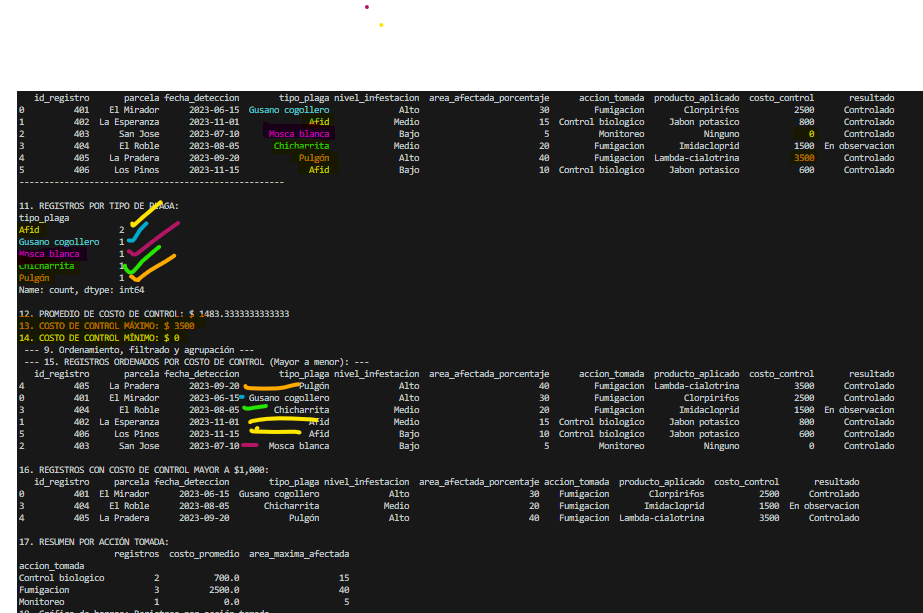 id_registro parcela fecha_deteccion tipo_plaga nivel_infestacion area_afectada_porcentaje accion_tomada producto_aplicado costo_control resultado
0 401 El Mirador 2023-06-15 Gusano cogollero Alto 30 Fumigacion Clorpirifos 2500 Controlado
1 402 La Esperanza 2023-11-01 Afid Medio 15 Control biologico Jabon potasico 800 Controlado
2 403 San Jose 2023-07-10 Mosca blanca Bajo 5 Monitoreo Ninguno 0 Controlado
3 404 El Roble 2023-08-05 Chicharrita Medio 20 Fumigacion Imidacloprid 1500 En observacion
4 405 La Pradera 2023-09-20 Pulgón Alto 40 Fumigacion Lambda-cialotrina 3500 Controlado
5 406 Los Pinos 2023-11-15 Afid Bajo 10 Control biologico Jabon potasico 600 Controlado
-----------------------------------------------------
11. REGISTROS POR TIPO DE PLAGA:
tipo_plaga
Afid 2
Gusano cogollero 1
Mosca blanca 1
Chicharrita 1
Pulgón 1
Name: count, dtype: int64
12. PROMEDIO DE COSTO DE CONTROL: $ 1483.3333333333333
13. COSTO DE CONTROL MÁXIMO: $ 3500
14. COSTO DE CONTROL MÍNIMO: $ 0
--- 9. Ordenamiento, filtrado y agrupación ---
--- 15. REGISTROS ORDENADOS POR COSTO DE CONTROL (Mayor a menor): ---
id_registro parcela fecha_deteccion tipo_plaga nivel_infestacion area_afectada_porcentaje accion_tomada producto_aplicado costo_control resultado
4 405 La Pradera 2023-09-20 Pulgón Alto 40 Fumigacion Lambda-cialotrina 3500 Controlado
0 401 El Mirador 2023-06-15 Gusano cogollero Alto 30 Fumigacion Clorpirifos 2500 Controlado
3 404 El Roble 2023-08-05 Chicharrita Medio 20 Fumigacion Imidacloprid 1500 En observacion
1 402 La Esperanza 2023-11-01 Afid Medio 15 Control biologico Jabon potasico 800 Controlado
5 406 Los Pinos 2023-11-15 Afid Bajo 10 Control biologico Jabon potasico 600 Controlado
2 403 San Jose 2023-07-10 Mosca blanca Bajo 5 Monitoreo Ninguno 0 Controlado
16. REGISTROS CON COSTO DE CONTROL MAYOR A $1,000:
id_registro parcela fecha_deteccion tipo_plaga nivel_infestacion area_afectada_porcentaje accion_tomada producto_aplicado costo_control resultado
0 401 El Mirador 2023-06-15 Gusano cogollero Alto 30 Fumigacion Clorpirifos 2500 Controlado
3 404 El Roble 2023-08-05 Chicharrita Medio 20 Fumigacion Imidacloprid 1500 En observacion
4 405 La Pradera 2023-09-20 Pulgón Alto 40 Fumigacion Lambda-cialotrina 3500 Controlado
17. RESUMEN POR ACCIÓN TOMADA:
registros costo_promedio area_maxima_afectada
accion_tomada
Control biologico 2 700.0 15
Fumigacion 3 2500.0 40
Monitoreo 1 0.0 5